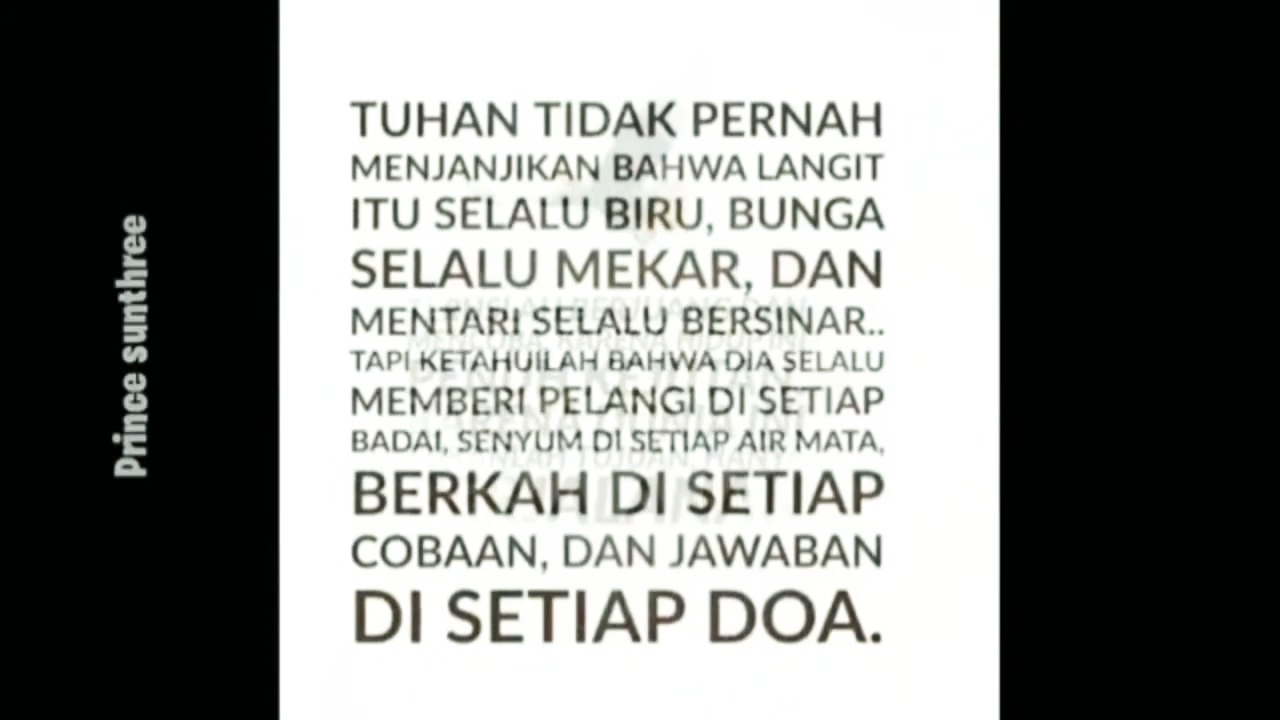 Prince sunthree
TUHAN TIDAK PERNAH
MENJANJIKAN BAHWA LANGIT
ITU SELALU BIRU, BUNGA
SELALU MEKAR, DAN
MENTARI SELALU BERSINAR..
TAPI KETAHUILAH BAHWA DIA SELALU
MEMBERI PELANGI DI SETIAP
BADAI, SENYUM DI SETIAP AIR MATA,
BERKAH DI SETIAP
COBAAN, DAN JAWABAN
DI SETIAP DOA.